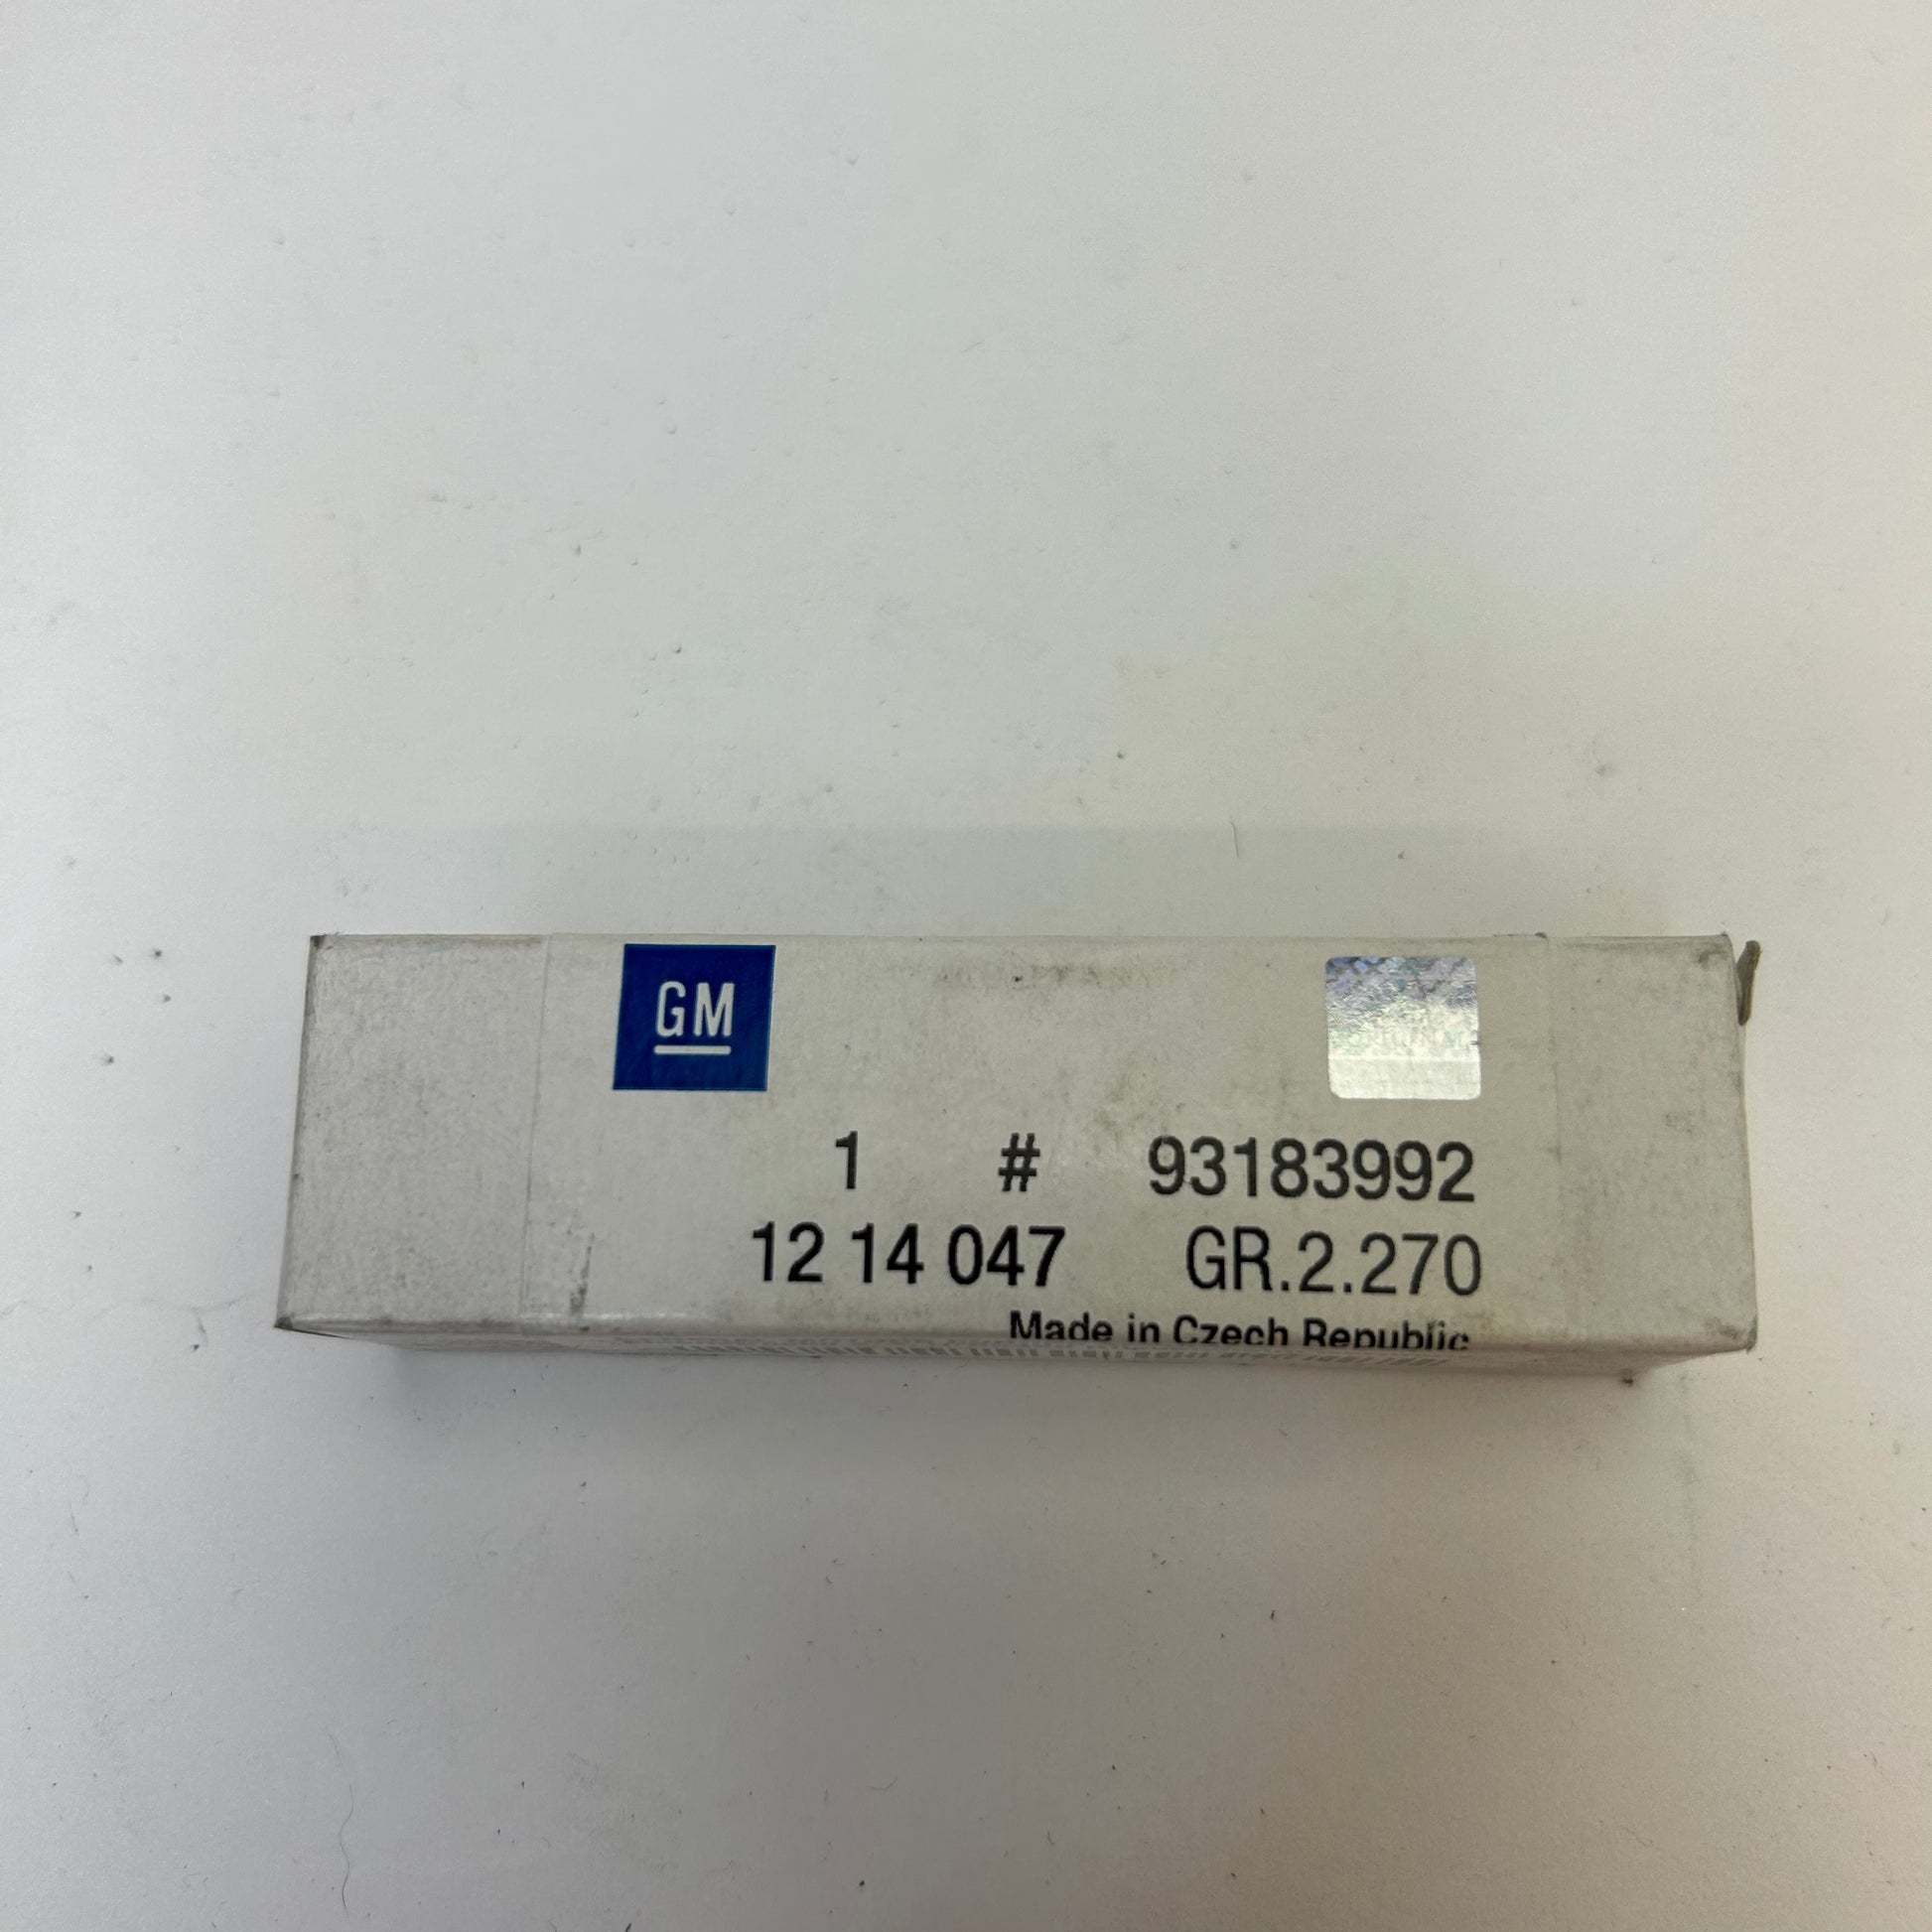 GM
1 # 93183992
12 14 047 GR.2.270
Made in Czech Republic